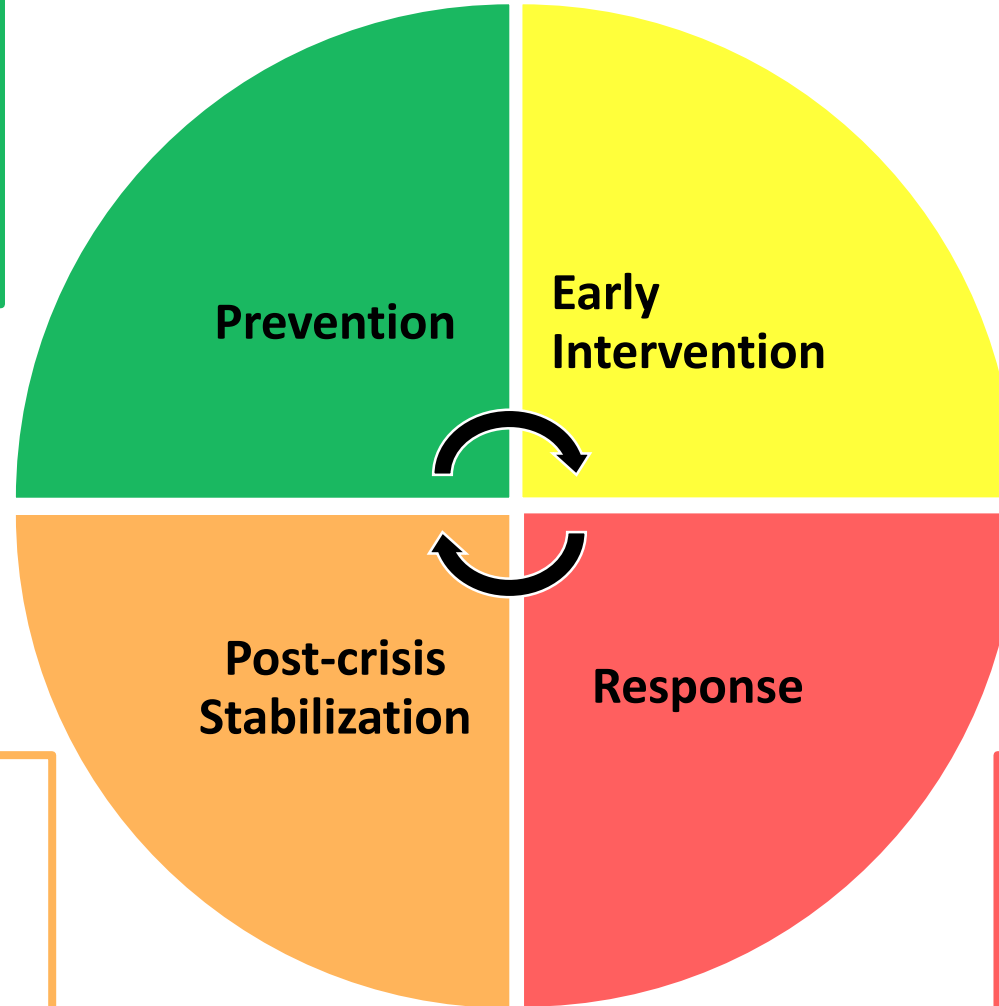 Prevention
Early
Intervention
Post-crisis
Stabilization
Response